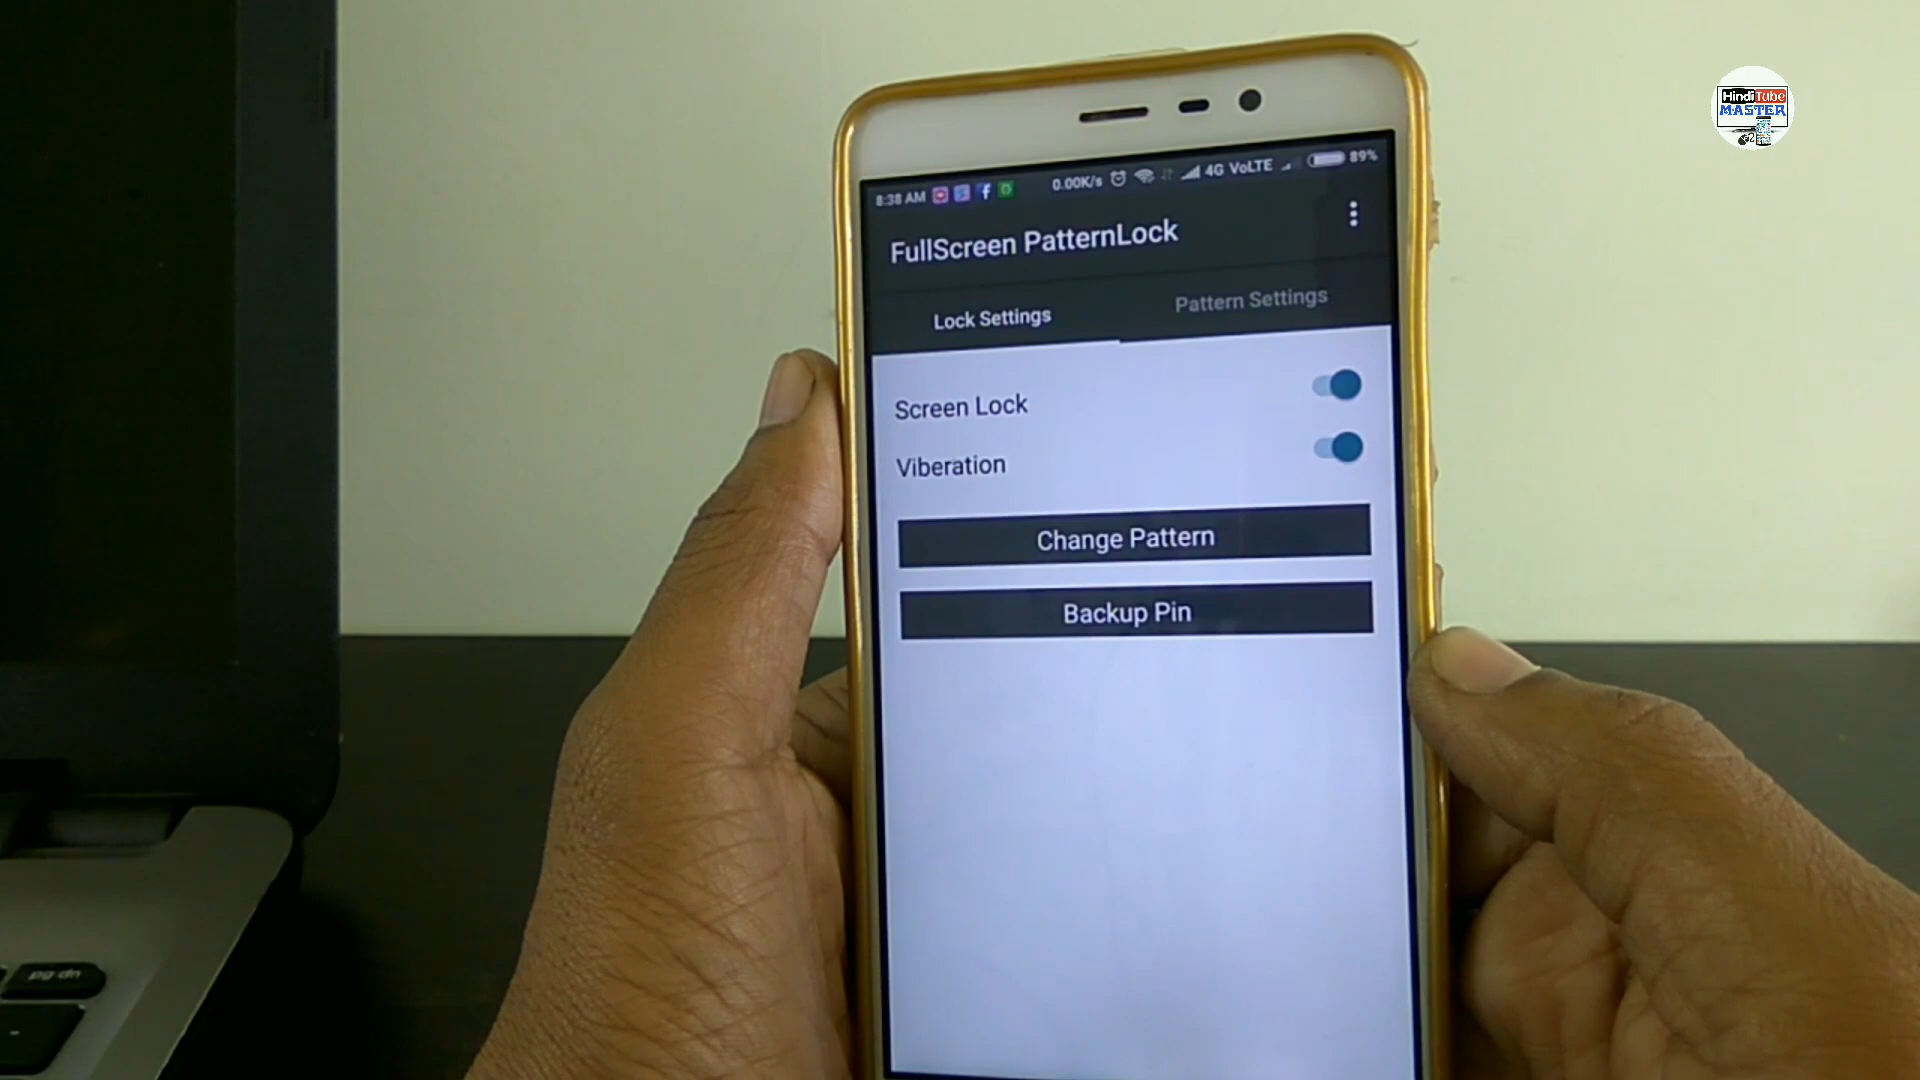 HindiTube
MASTER
8:38 AM 0.00K/s 4G VoLTE 89%
FullScreen PatternLock
Lock Settings Pattern Settings
Screen Lock
Viberation
Change Pattern
Backup Pin
pg dn